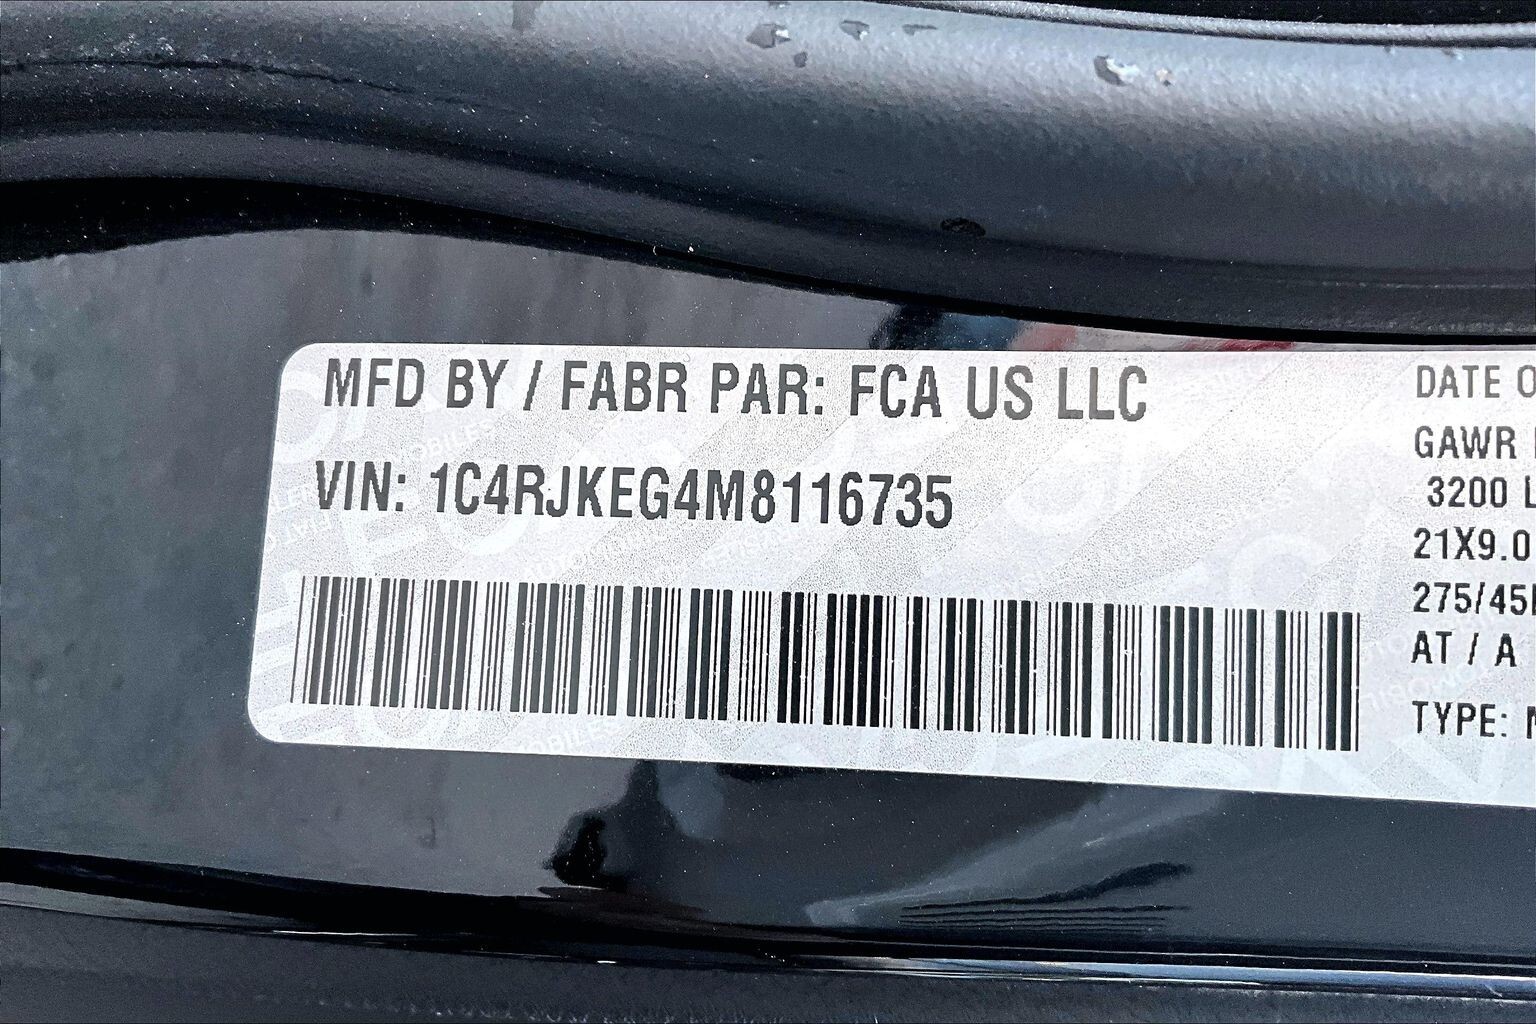 MFD BY / FABR PAR: FCA US LLC
VIN: 1C4RJKEG4M8116735
DATE O
GAWR
3200 L
21X9.0
275/45
AT / A
TYPE: